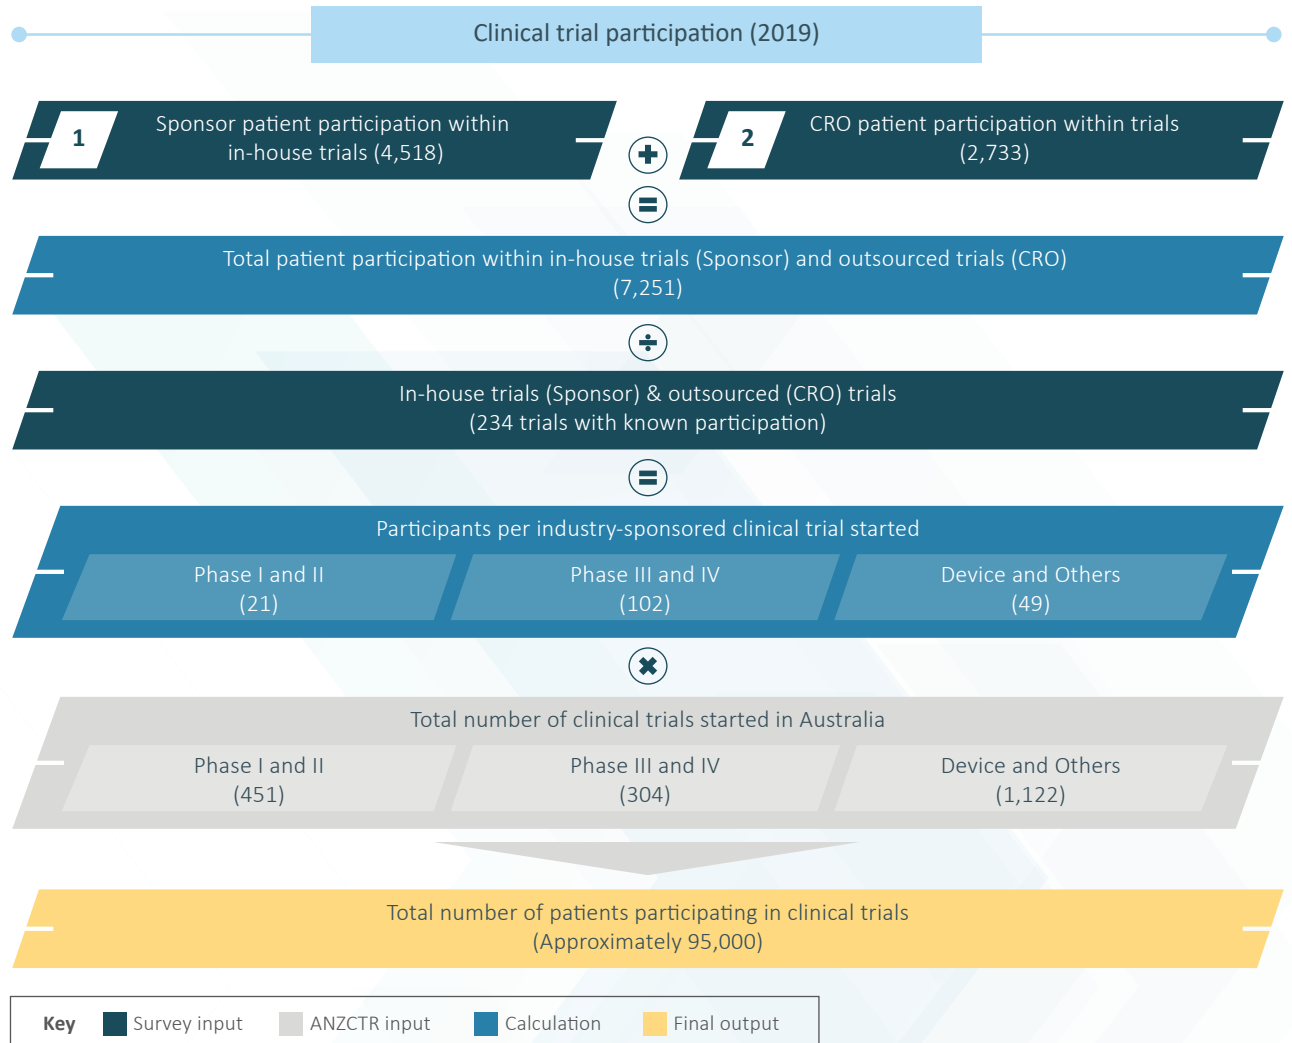 Clinical trial participation (2019)
1
Sponsor patient participation within
in-house trials (4,518)
+
2
CRO patient participation within trials
(2,733)
=
Total patient participation within in-house trials (Sponsor) and outsourced trials (CRO)
(7,251)
÷
In-house trials (Sponsor) & outsourced (CRO) trials
(234 trials with known participation)
=
Participants per industry-sponsored clinical trial started
Phase I and II
(21)
Phase III and IV
(102)
Device and Others
(49)
✖
Total number of clinical trials started in Australia
Phase I and II
(451)
Phase III and IV
(304)
Device and Others
(1,122)
Total number of patients participating in clinical trials
(Approximately 95,000)
Key Survey input ANZCTR input Calculation Final output